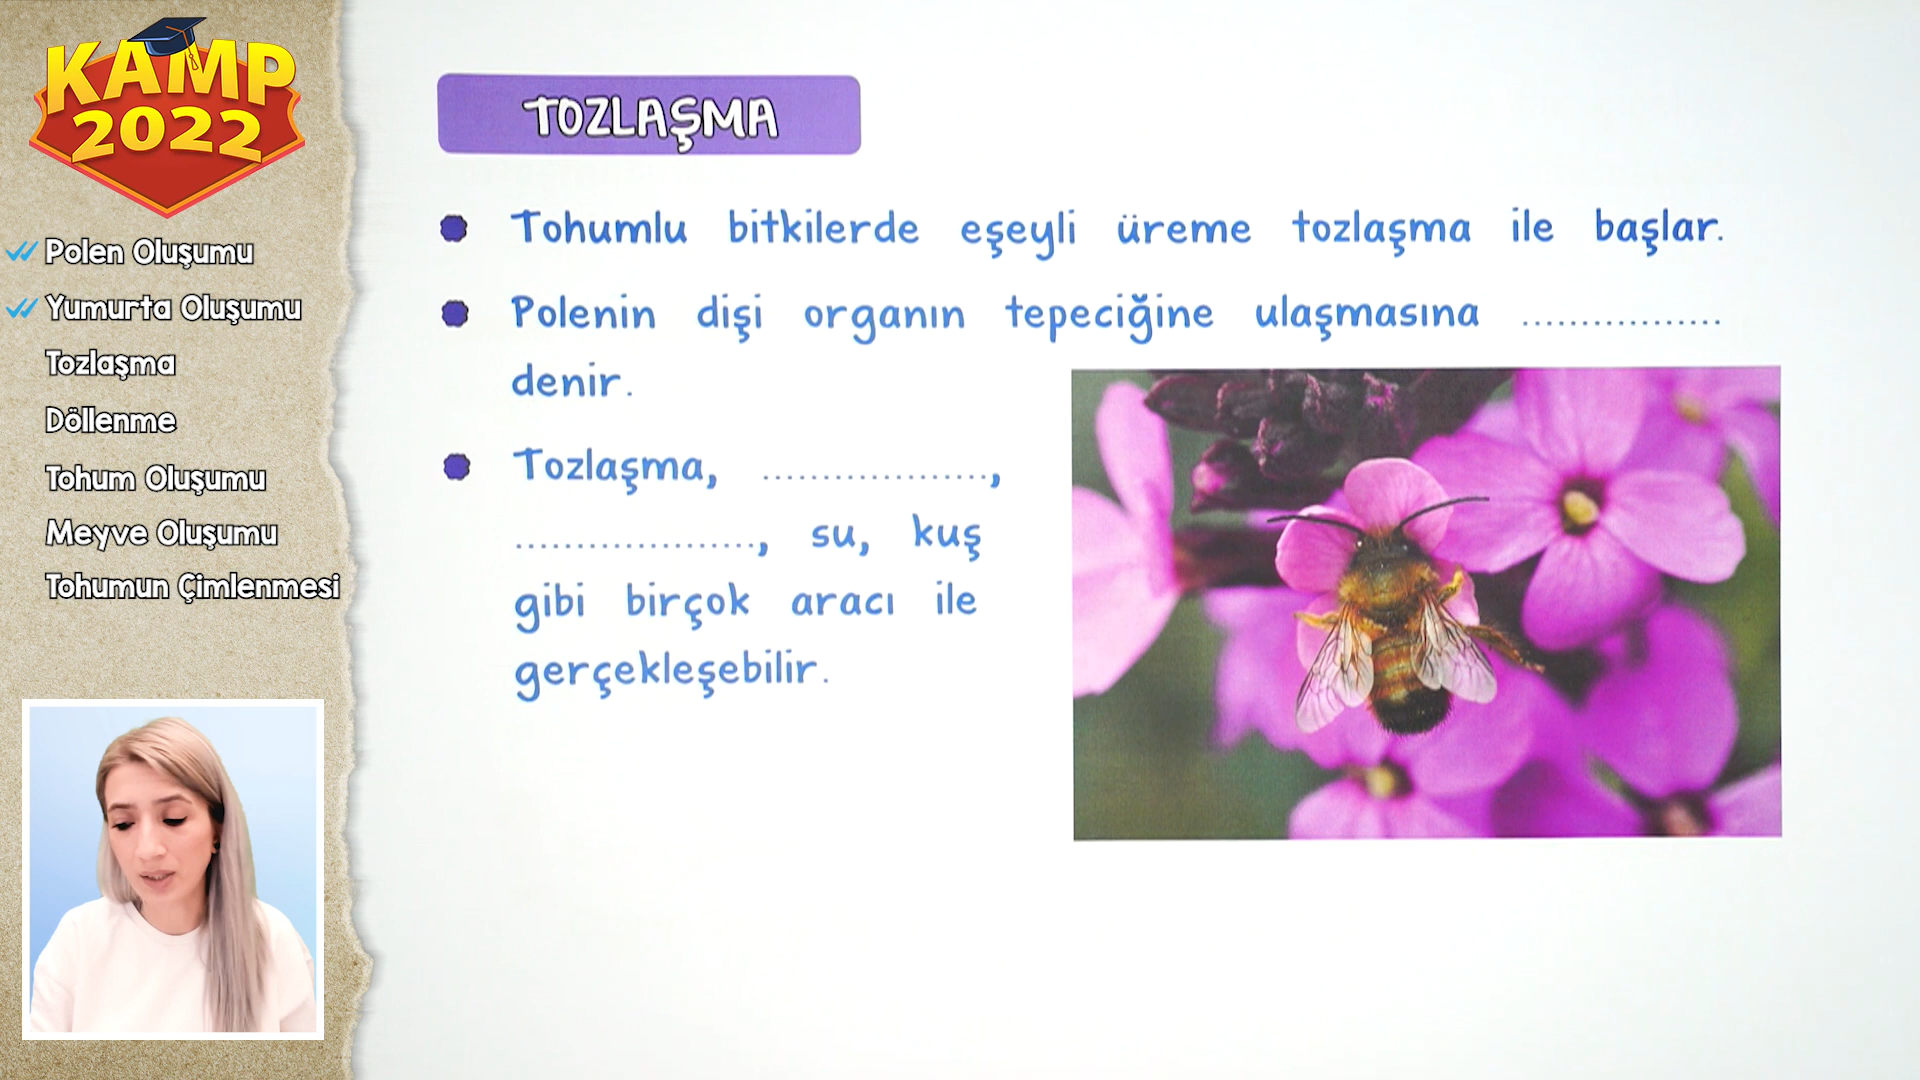 KAMP
2022
Polen Oluşumu
Yumurta Oluşumu
Tozlaşma
Döllenme
Tohum Oluşumu
Meyve Oluşumu
Tohumun Çimlenmesi
TOZLAŞMA
Tohumlu bitkilerde eşeyli üreme tozlaşma ile başlar.
Polenin dişi organın tepeciğine ulaşmasına .................
denir.
Tozlaşma, ...................,
...................., su, kuş
gibi birçok aracı ile
gerçekleşebilir.